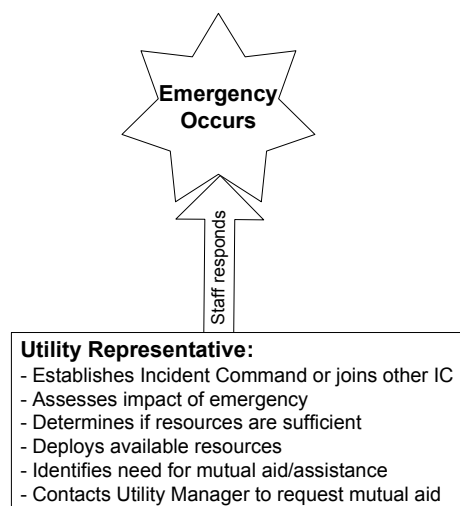 Emergency
Occurs
Staff responds
Utility Representative:
- Establishes Incident Command or joins other IC
- Assesses impact of emergency
- Determines if resources are sufficient
- Deploys available resources
- Identifies need for mutual aid/assistance
- Contacts Utility Manager to request mutual aid